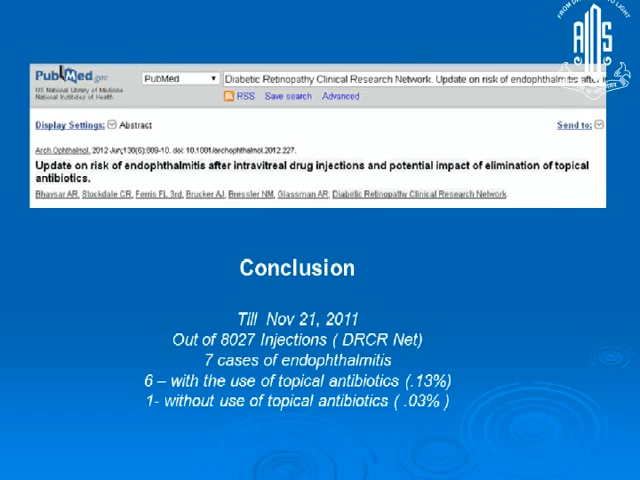 FROM DARKNESS TO LIGHT
PubMed.gov
US National Library of Medicine
National Institutes of Health
PubMed
Diabetic Retinopathy Clinical Research Network. Update on risk of endophthalmitis after
RSS Save search Advanced
Display Settings: Abstract
Send to:
Arch Ophthalmol. 2012 Jun;130(6):809-10. doi: 10.1001/archophthalmol.2012.227.
Update on risk of endophthalmitis after intravitreal drug injections and potential impact of elimination of topical
antibiotics.
Bhavsar AR, Stockdale CR, Ferris FL 3rd, Brucker AJ, Bressler NM, Glassman AR, Diabetic Retinopathy Clinical Research Network.
Conclusion
Till Nov 21, 2011
Out of 8027 Injections ( DRCR Net)
7 cases of endophthalmitis
6 – with the use of topical antibiotics (.13%)
1- without use of topical antibiotics ( .03% )